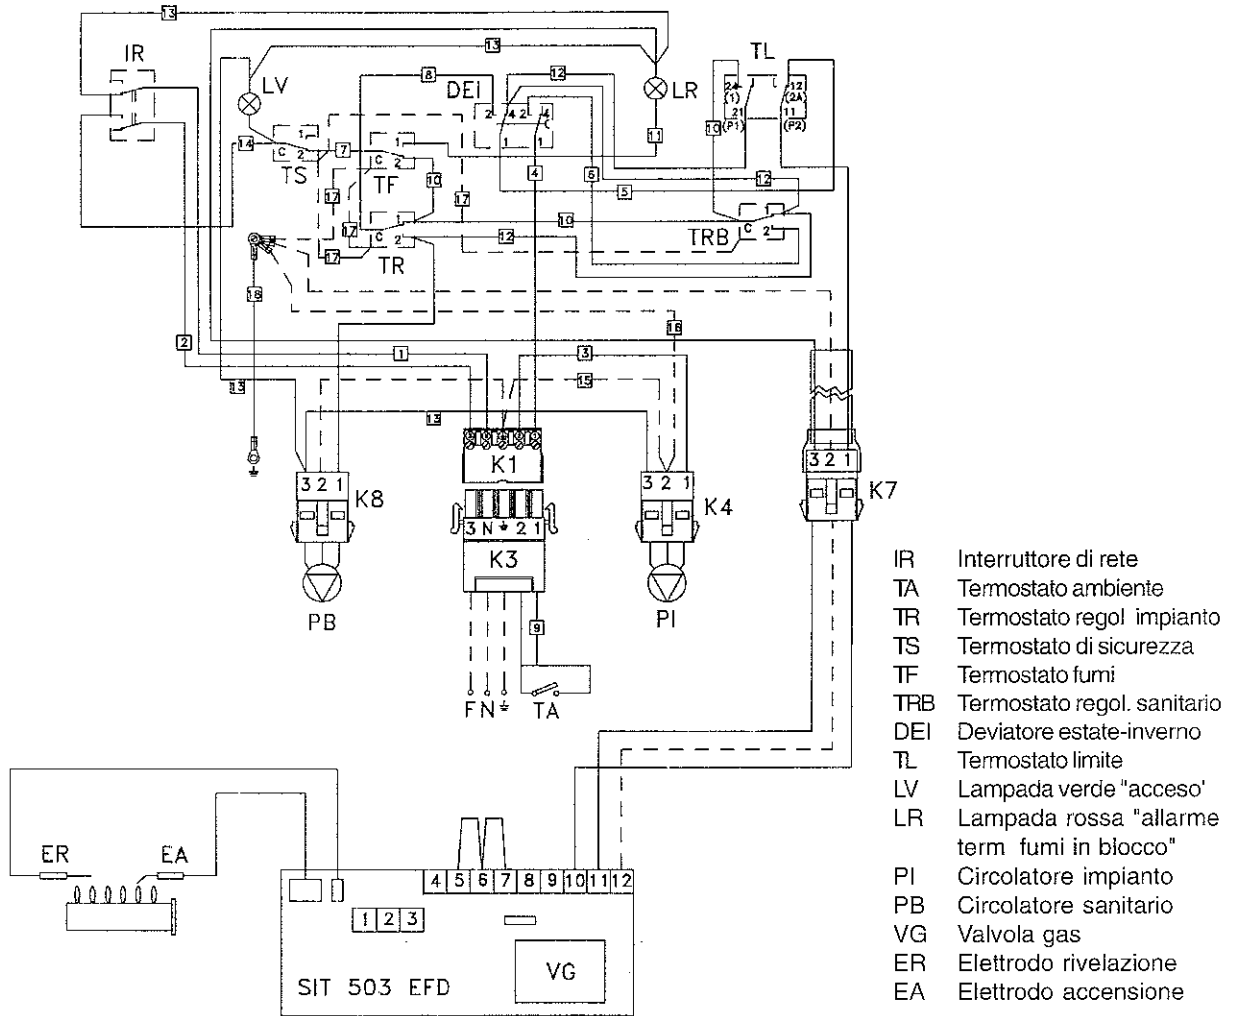 13
IR
LV
8
DEI
13
12
LR
TL
24
(1)
12
(2A)
21
(P1)
11
(P2)
10
2 4 2 4
1 1
11
14
C 1 2
TS
7
C 1 2
TF
10
4
6
5
12
17
17
17
17
C 1 2
TR
10
12
TRB
C 1 2
18
16
2
1
3
15
13
13
K1
3 2 1
K8
3 2 1
K4
3 2 1
K7
3 N 2 1
K3
PB
PI
9
F N
TA
IR Interruttore di rete
TA Termostato ambiente
TR Termostato regol impianto
TS Termostato di sicurezza
TF Termostato fumi
TRB Termostato regol. sanitario
DEI Deviatore estate-inverno
TL Termostato limite
LV Lampada verde "acceso'
LR Lampada rossa "allarme
term fumi in blocco"
PI Circolatore impianto
PB Circolatore sanitario
VG Valvola gas
ER Elettrodo rivelazione
EA Elettrodo accensione
ER
EA
4 5 6 7 8 9 10 11 12
1 2 3
VG
SIT 503 EFD